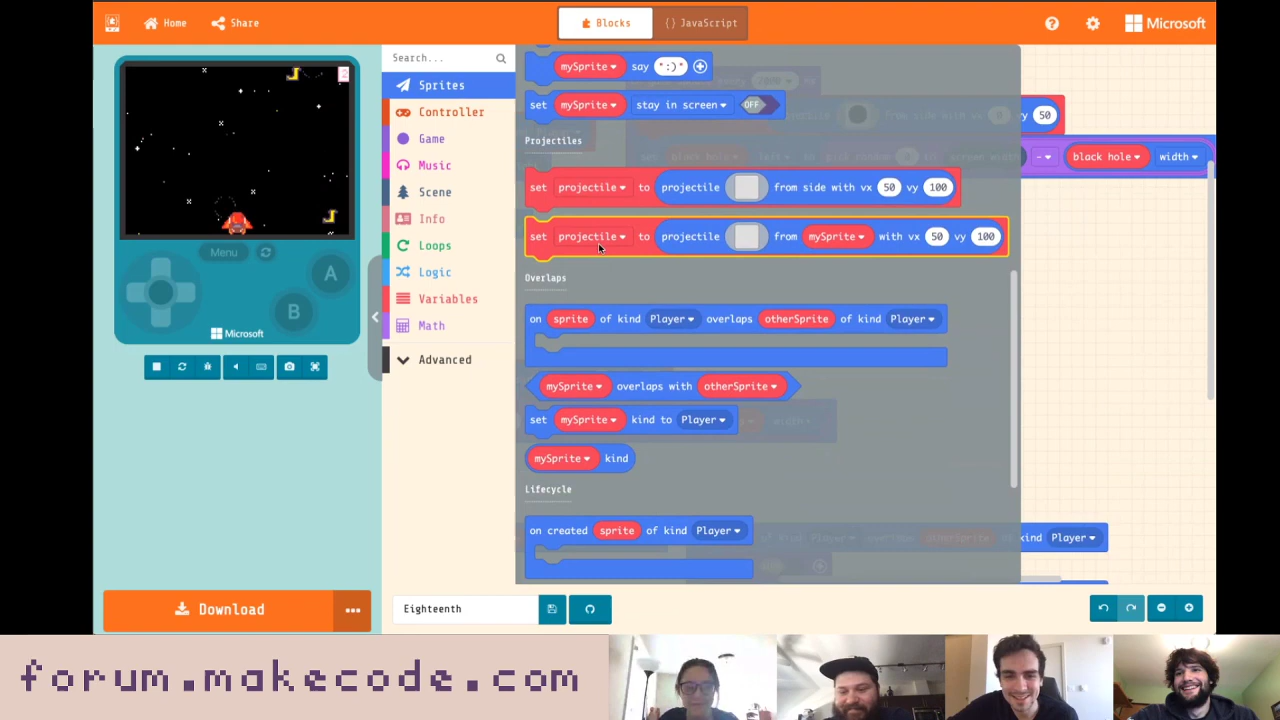 Home
Share
Blocks
{} JavaScript
Microsoft
Search...
Sprites
Controller
Game
Music
Scene
Info
Loops
Logic
Variables
Math
Advanced
2
Menu
A
B
Microsoft
mySprite say ":)"
set mySprite stay in screen OFF
Projectiles
set projectile to projectile from side with vx 50 vy 100
set projectile to projectile from mySprite with vx 50 vy 100
Overlaps
on sprite of kind Player overlaps otherSprite of kind Player
mySprite overlaps with otherSprite
set mySprite kind to Player
mySprite kind
Lifecycle
on created sprite of kind Player
vy 50
- black hole width
width
kind Player
Download
...
Eighteenth
forum.makecode.com